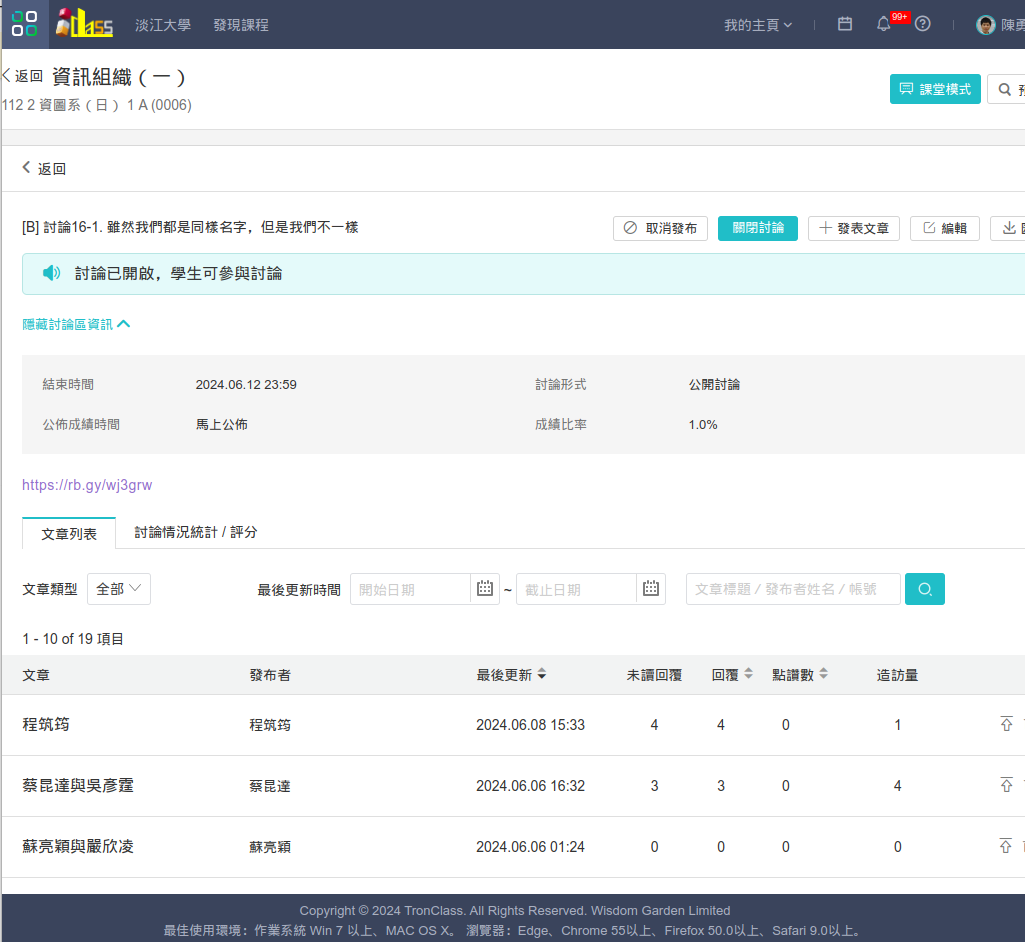 iClass 淡江大學 發現課程 我的主頁 99+ 陳勇
返回 資訊組織（一）
課堂模式
112 2 資圖系（日） 1 A (0006)
返回
[B] 討論16-1. 雖然我們都是同樣名字，但是我們不一樣 取消發布 關閉討論 發表文章 編輯
討論已開啟，學生可參與討論
隱藏討論區資訊
結束時間 2024.06.12 23:59 討論形式 公開討論
公佈成績時間 馬上公佈 成績比率 1.0%
https://rb.gy/wj3grw
文章列表 討論情況統計 / 評分
文章類型 全部 最後更新時間 開始日期 ~ 截止日期 文章標題 / 發布者姓名 / 帳號
1 - 10 of 19 項目
文章 發布者 最後更新 未讀回覆 回覆 點讚數 造訪量
程筑筠 程筑筠 2024.06.08 15:33 4 4 0 1
蔡昆達與吳彥霆 蔡昆達 2024.06.06 16:32 3 3 0 4
蘇亮穎與嚴欣凌 蘇亮穎 2024.06.06 01:24 0 0 0 0
Copyright © 2024 TronClass. All Rights Reserved. Wisdom Garden Limited
最佳使用環境：作業系統 Win 7 以上、MAC OS X。 瀏覽器：Edge、Chrome 55以上、Firefox 50.0以上、Safari 9.0以上。